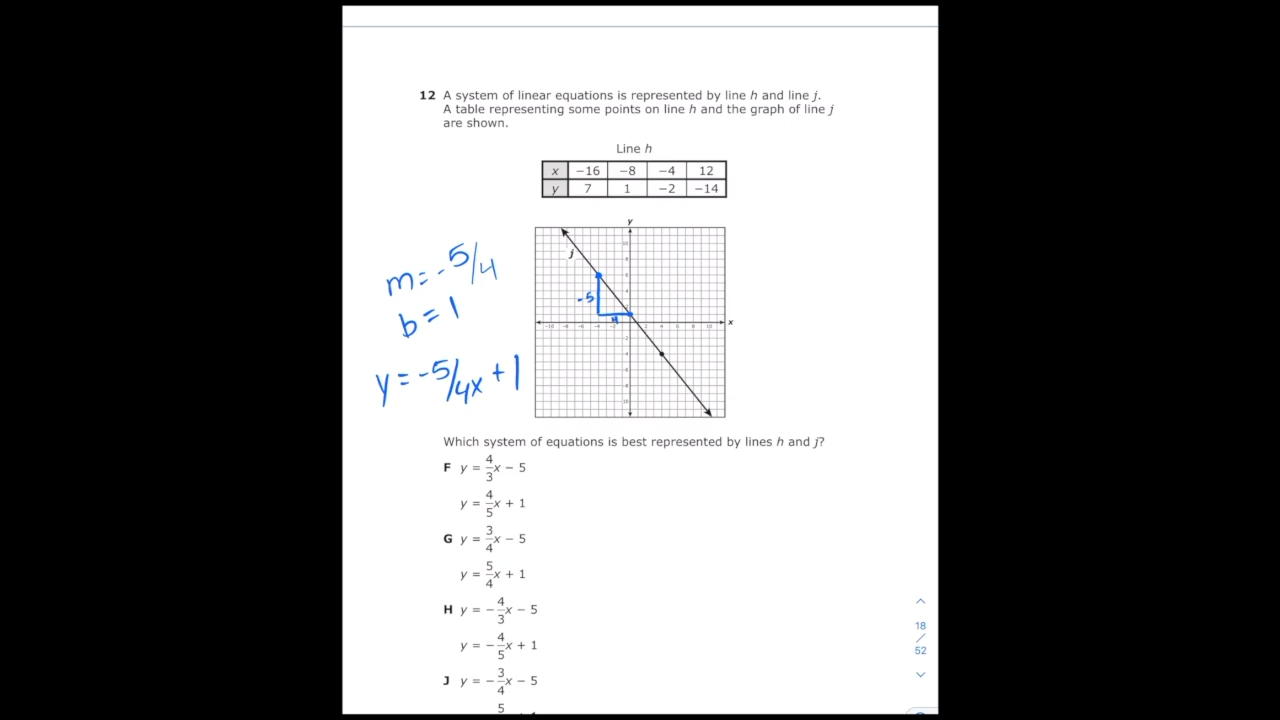 12 A system of linear equations is represented by line h and line j.
A table representing some points on line h and the graph of line j
are shown.
Line h
x −16 −8 −4 12
y 7 1 −2 −14
y
j
x
-5
4
m = -5/4
b = 1
y = -5/4x + 1
Which system of equations is best represented by lines h and j?
F y = 4/3x − 5
y = 4/5x + 1
G y = 3/4x − 5
y = 5/4x + 1
H y = −4/3x − 5
y = −4/5x + 1
J y = −3/4x − 5
5
18
/
52